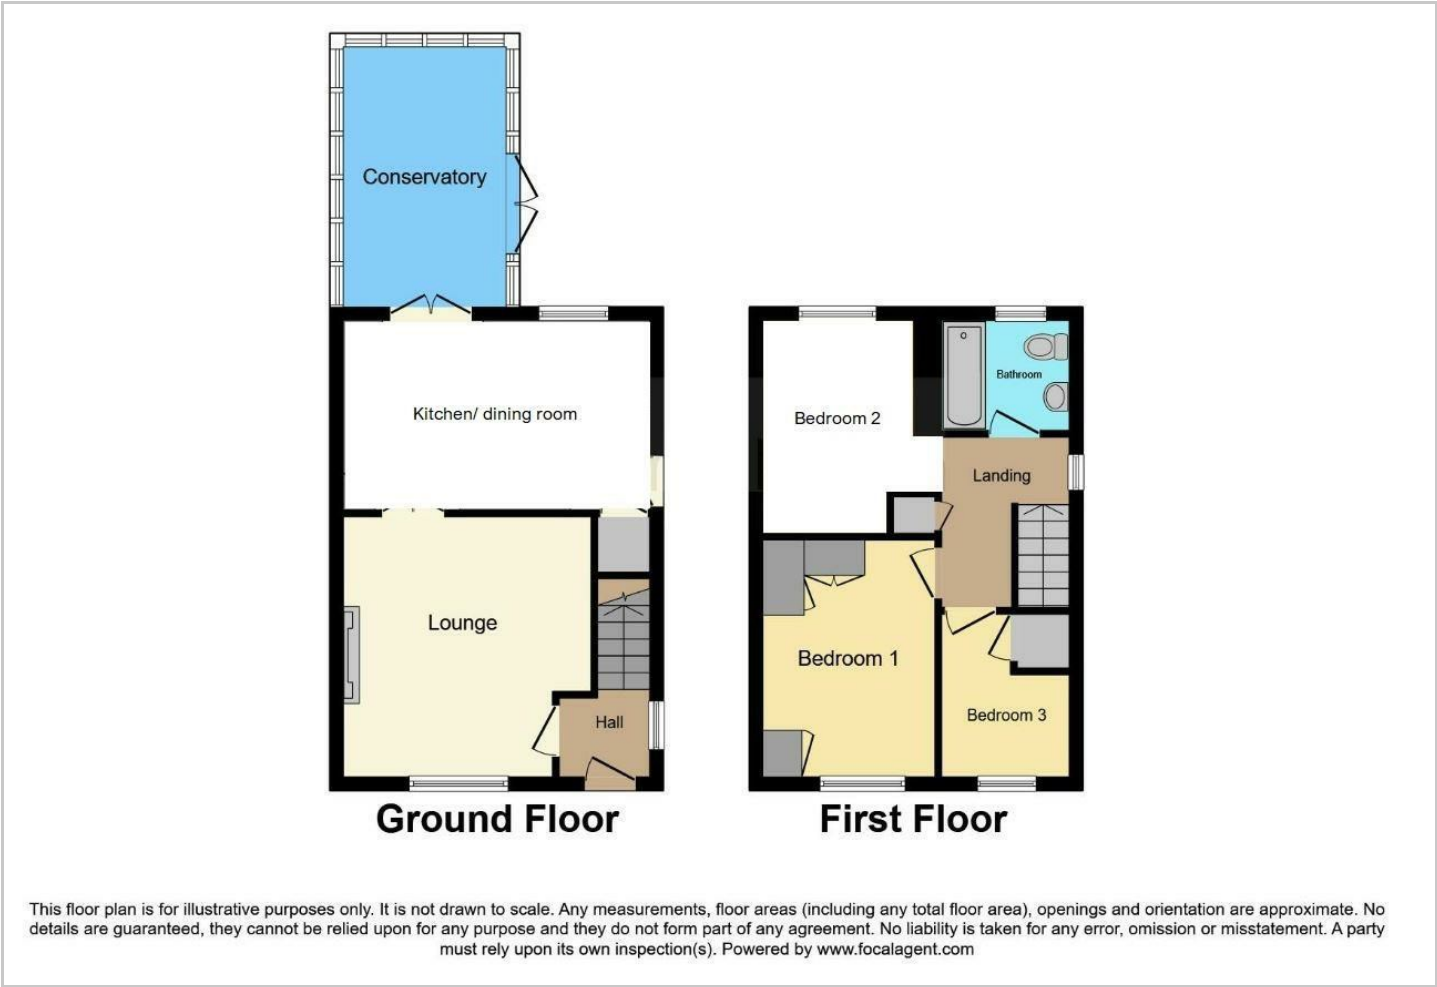 Conservatory
Kitchen/ dining room
Bedroom 2
Bathroom
Landing
Lounge
Bedroom 1
Hall
Bedroom 3
Ground Floor
First Floor
This floor plan is for illustrative purposes only. It is not drawn to scale. Any measurements, floor areas (including any total floor area), openings and orientation are approximate. No
details are guaranteed, they cannot be relied upon for any purpose and they do not form part of any agreement. No liability is taken for any error, omission or misstatement. A party
must rely upon its own inspection(s). Powered by www.focalagent.com